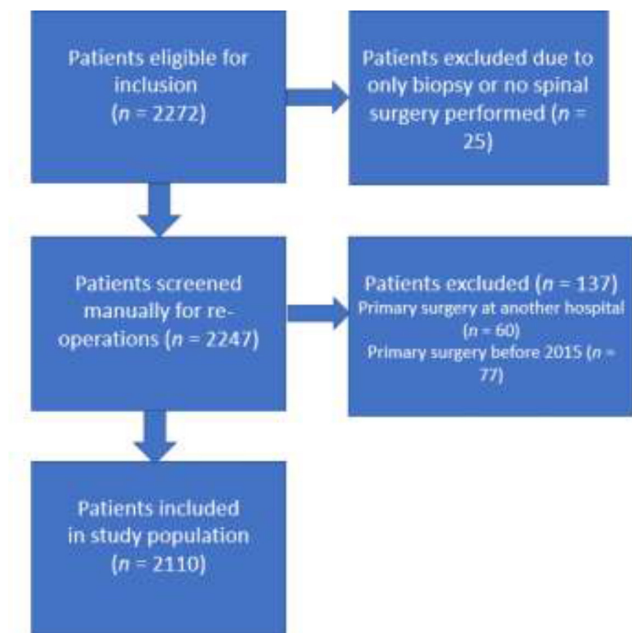 Patients eligible for
inclusion
(n = 2272)
Patients excluded due to
only biopsy or no spinal
surgery performed (n =
25)
Patients screened
manually for re-
operations (n = 2247)
Patients excluded (n = 137)
Primary surgery at another hospital
(n = 60)
Primary surgery before 2015 (n =
77)
Patients included
in study population
(n = 2110)